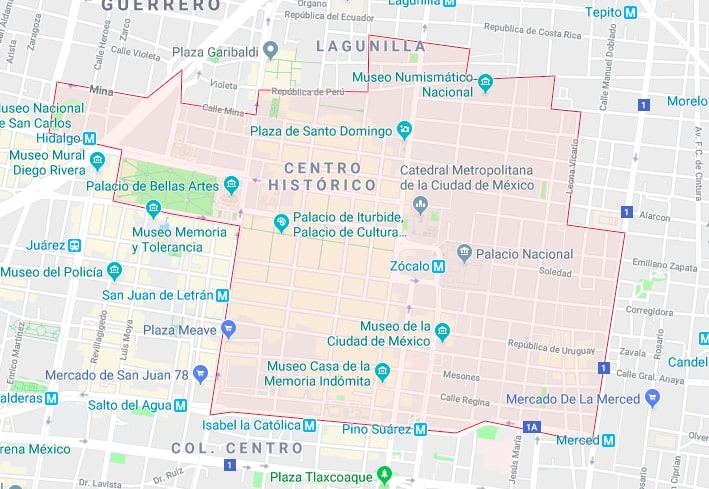 GUERRERO
Organo
República del Ecuador
Lagunilla M
Tepito M
Zaragoza
Arista
Calle Heroes
Calle Violeta
Plaza Garibaldi
LAGUNILLA
República de Costa Rica
Calle Manuel Doblado
Violeta
Museo Numismático
Nacional
Mina
República de Perú
Calle Mina
1
Morelo
Museo Nacional
de San Carlos
Hidalgo M
Plaza de Santo Domingo
Av. F.C. de Cintura
Museo Mural
Diego Rivera
CENTRO
HISTÓRICO
Leona Vicario
Palacio de Bellas Artes
Catedral Metropolitana
de la Ciudad de México
1
Alarcon
Museo Memoria
y Tolerancia
Palacio de Iturbide,
Palacio de Cultura...
Juárez
Palacio Nacional
Emiliano Zapata
Museo del Policía
Zócalo M
Soledad
San Juan de Letrán M
Corregidora
Plaza Meave
Museo de la
Ciudad de México
Rosario
Enrico Martínez
Revillagigedo
Luis Moya
República de Uruguay
Zavala
Candel
Museo Casa de la
Memoria Indómita
Mesones
1
Calle Gral. Anaya
Mercado de San Juan 78
Calle Regina
Mercado De La Merced
alderas M
Salto del Agua M
Isabel la Católica M
Pino Suárez M
1A
Merced M
rena México
COL. CENTRO
Jesús María
Rosario
San Ciprian
1
Dr. Lavista
Dr. Ruiz
Plaza Tlaxcoaque